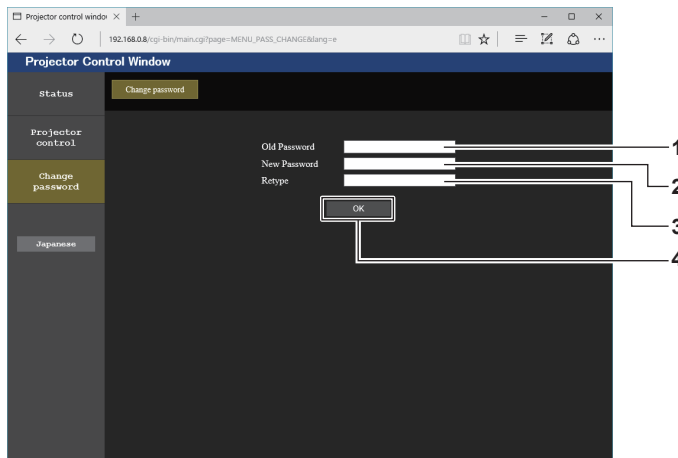 Projector control windo
192.168.0.8/cgi-bin/main.cgi?page=MENU_PASS_CHANGE&lang=e
Projector Control Window
Status
Change password
Projector
control
Change
password
Japanese
Old Password
New Password
Retype
OK
1
2
3
4